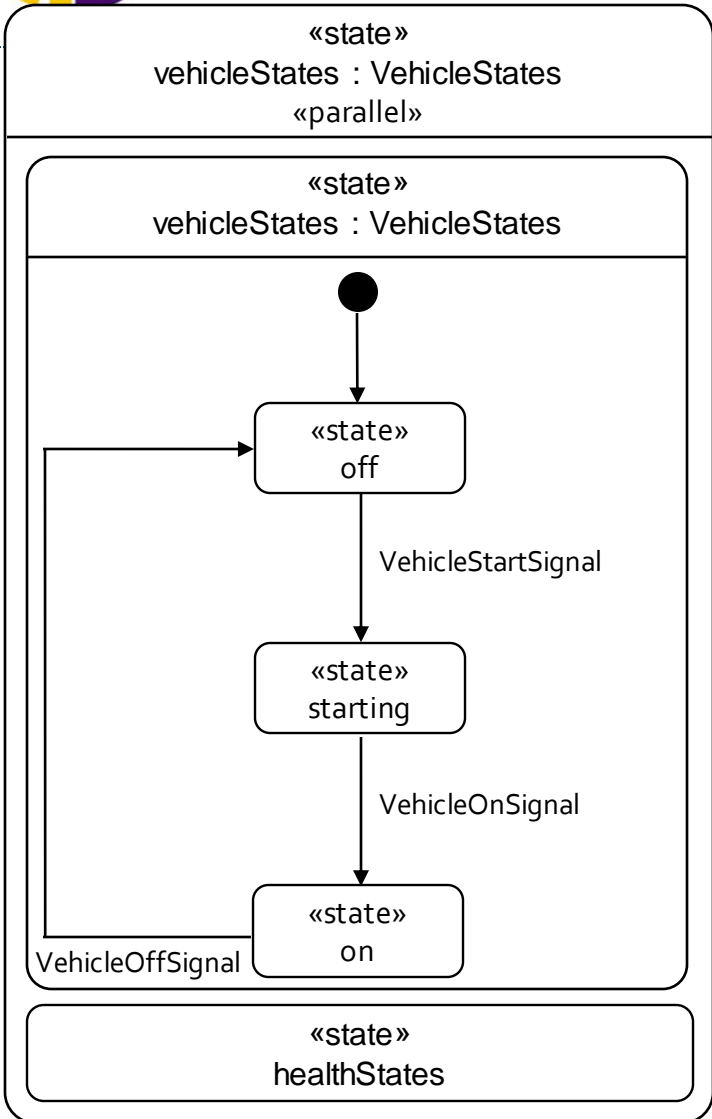 «state»
vehicleStates : VehicleStates
«parallel»
«state»
vehicleStates : VehicleStates
«state»
off
VehicleStartSignal
«state»
starting
VehicleOnSignal
«state»
on
VehicleOffSignal
«state»
healthStates